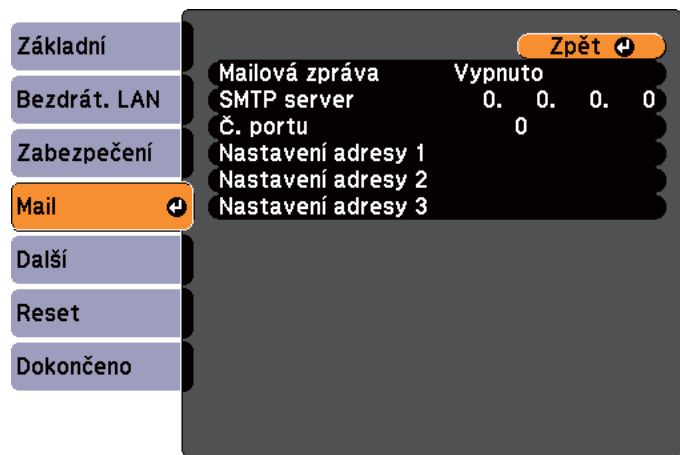 Základní
Bezdrát. LAN
Zabezpečení
Mail
Další
Reset
Dokončeno
Zpět
Mailová zpráva Vypnuto
SMTP server 0. 0. 0. 0
Č. portu 0
Nastavení adresy 1
Nastavení adresy 2
Nastavení adresy 3